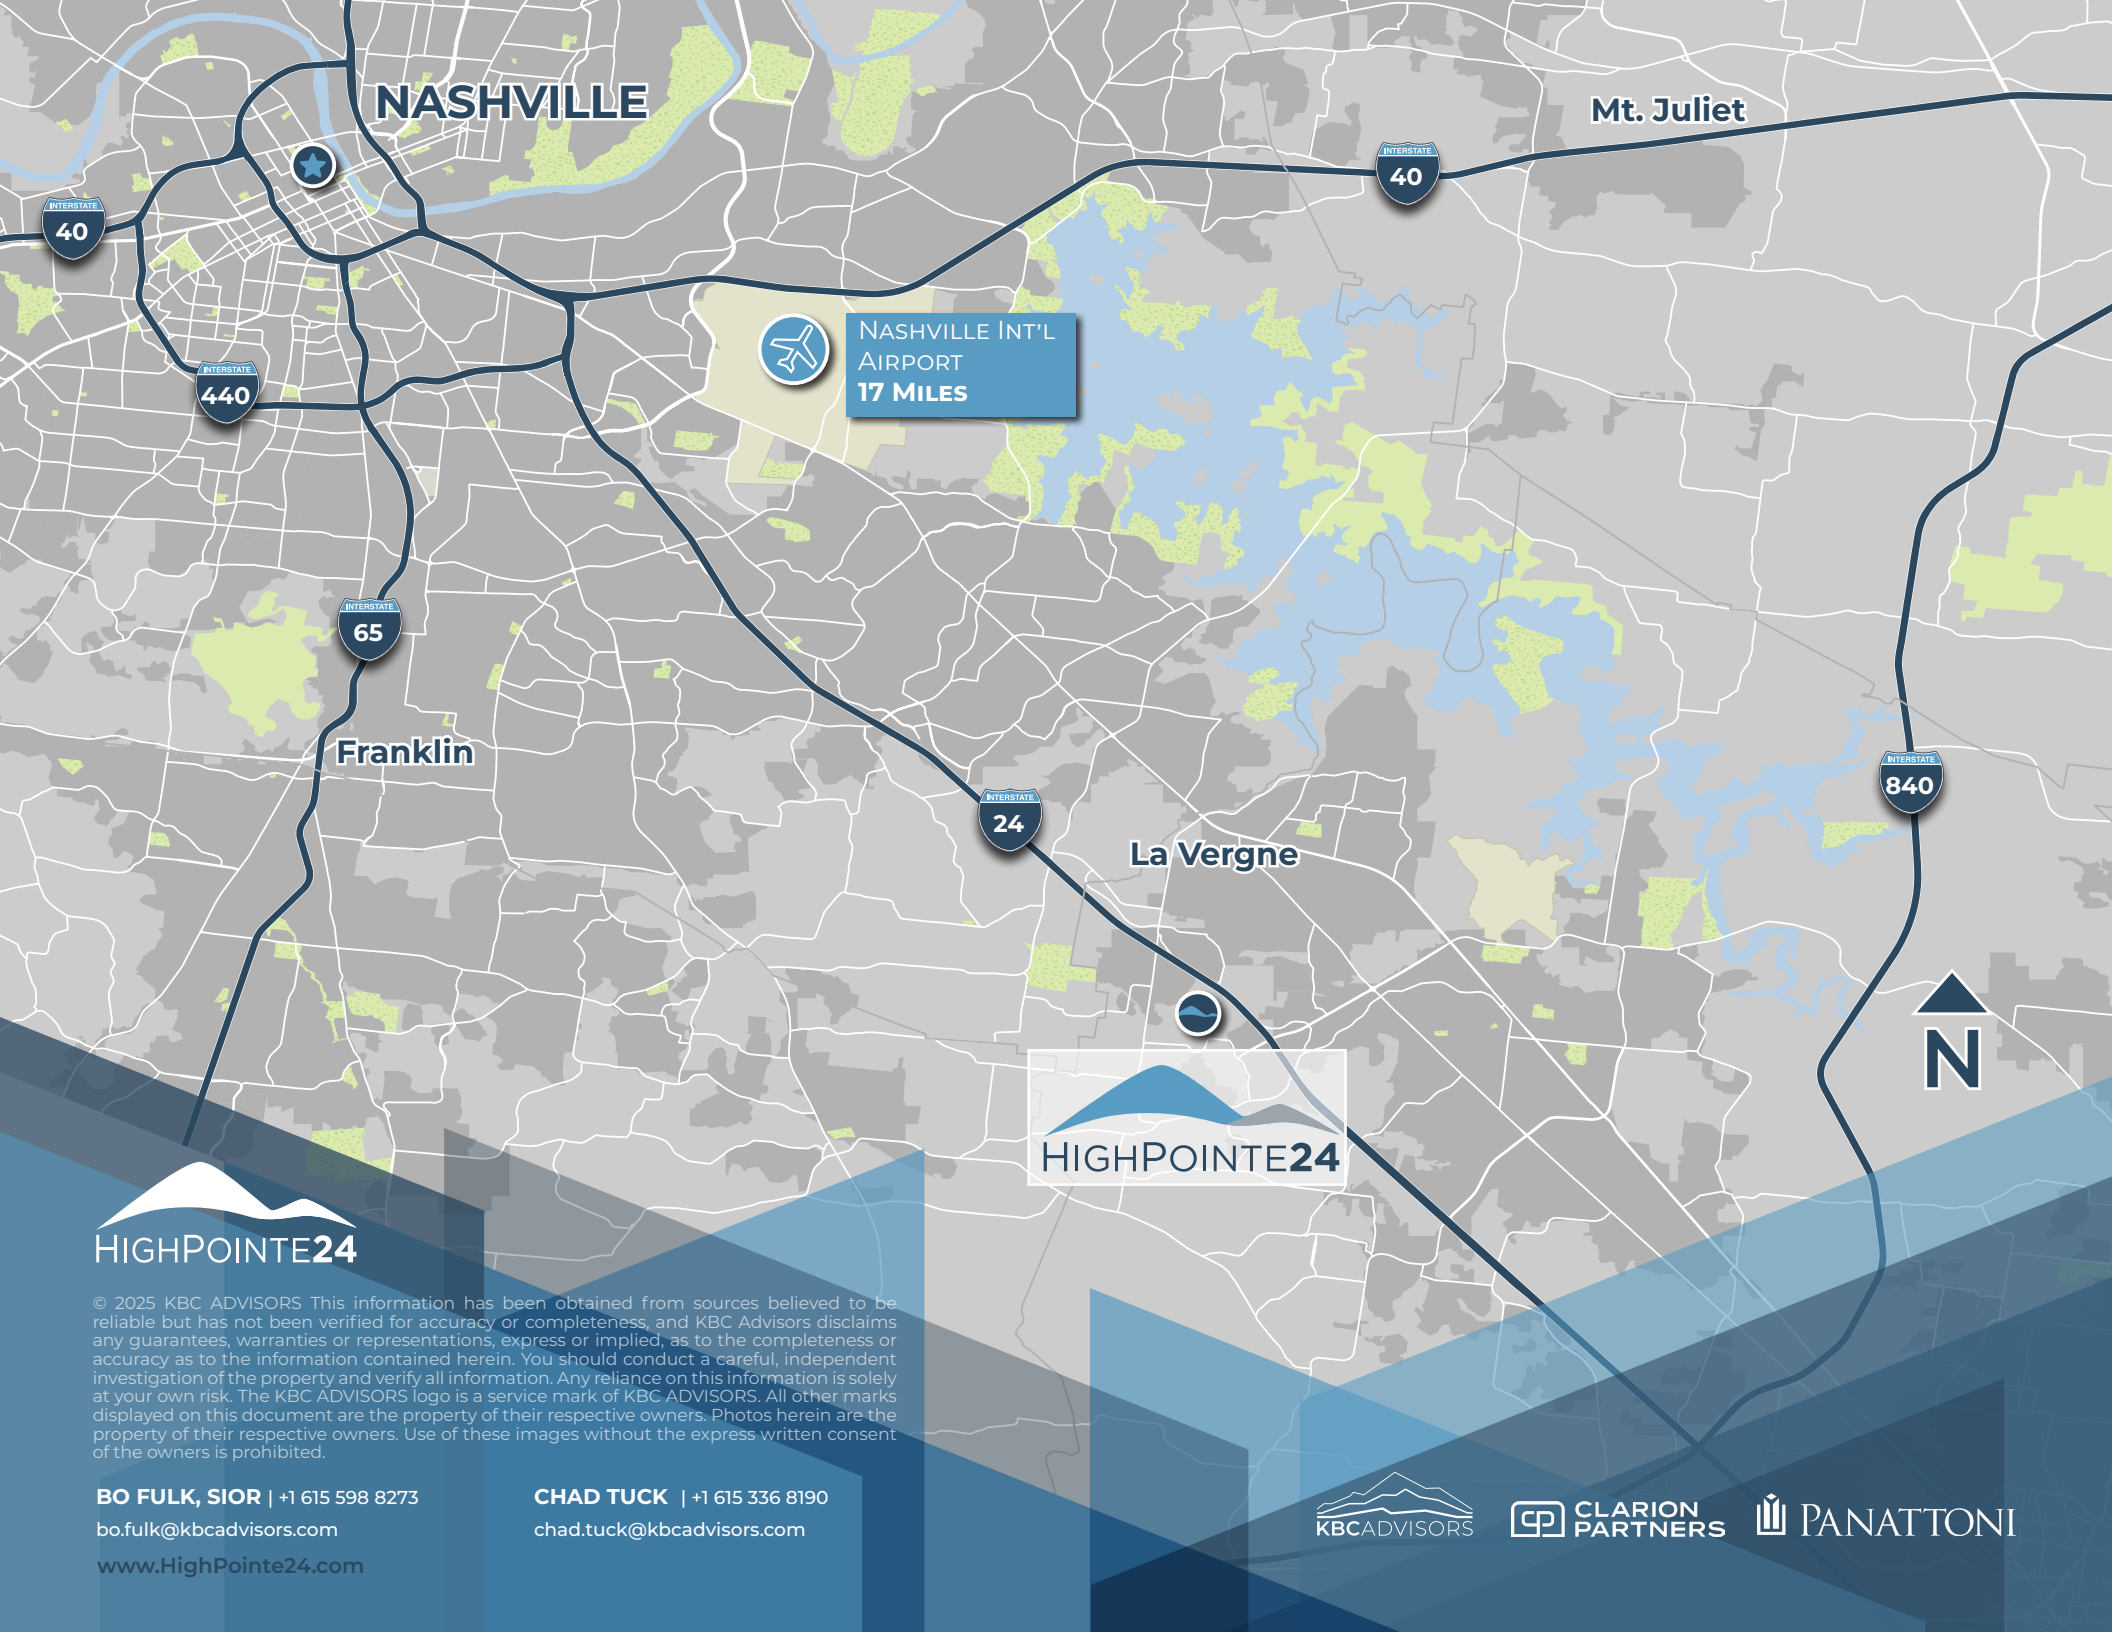 NASHVILLE
Mt. Juliet
INTERSTATE
40
INTERSTATE
40
NASHVILLE INT'L
AIRPORT
17 MILES
INTERSTATE
440
INTERSTATE
65
Franklin
INTERSTATE
840
INTERSTATE
24
La Vergne
N
HIGHPOINTE24
HIGHPOINTE24
© 2025 KBC ADVISORS This information has been obtained from sources believed to be
reliable but has not been verified for accuracy or completeness, and KBC Advisors disclaims
any guarantees, warranties or representations, express or implied, as to the completeness or
accuracy as to the information contained herein. You should conduct a careful, independent
investigation of the property and verify all information. Any reliance on this information is solely
at your own risk. The KBC ADVISORS logo is a service mark of KBC ADVISORS. All other marks
displayed on this document are the property of their respective owners. Photos herein are the
property of their respective owners. Use of these images without the express written consent
of the owners is prohibited.
BO FULK, SIOR | +1 615 598 8273
bo.fulk@kbcadvisors.com
www.HighPointe24.com
CHAD TUCK | +1 615 336 8190
chad.tuck@kbcadvisors.com
KBCADVISORS
CLARION
PARTNERS
PANATTONI